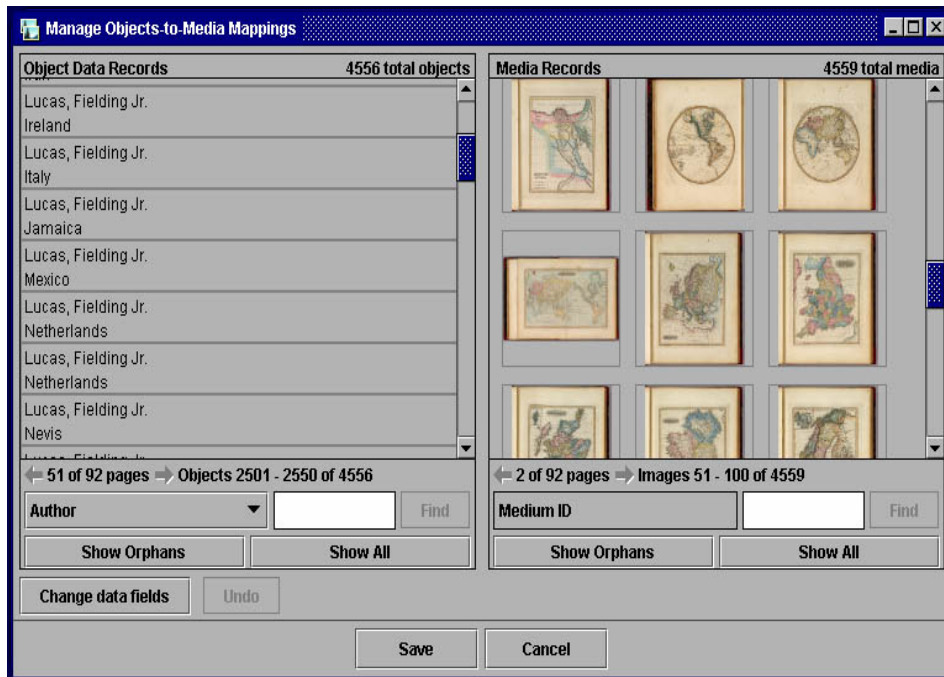 Manage Objects-to-Media Mappings
Object Data Records 4556 total objects
Lucas, Fielding Jr.
Ireland
Lucas, Fielding Jr.
Italy
Lucas, Fielding Jr.
Jamaica
Lucas, Fielding Jr.
Mexico
Lucas, Fielding Jr.
Netherlands
Lucas, Fielding Jr.
Netherlands
Lucas, Fielding Jr.
Nevis
51 of 92 pages Objects 2501 - 2550 of 4556
Author Find
Show Orphans Show All
Media Records 4559 total media
2 of 92 pages Images 51 - 100 of 4559
Medium ID Find
Show Orphans Show All
Change data fields Undo
Save Cancel